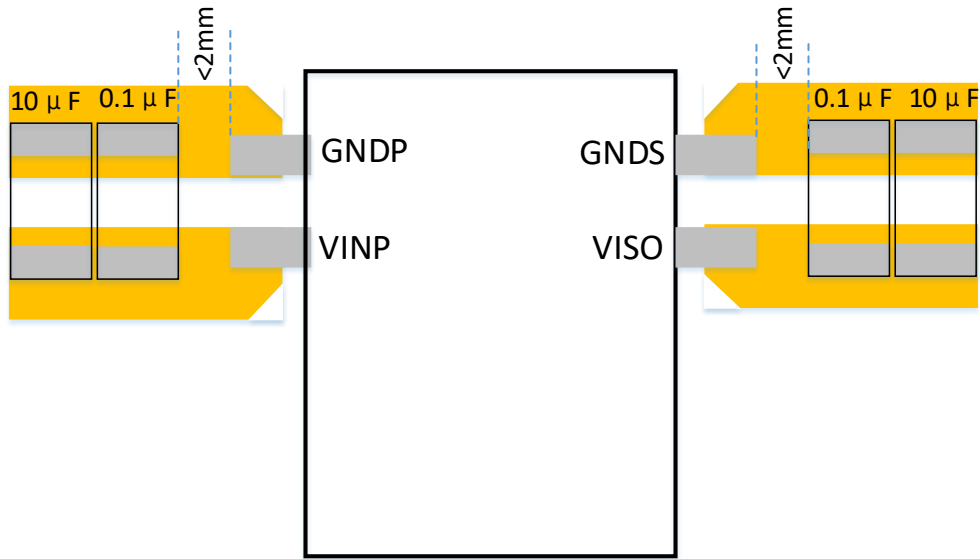 <2mm
<2mm
10 µ F 0.1 µ F
0.1 µ F 10 µ F
GNDP
GNDS
VINP
VISO